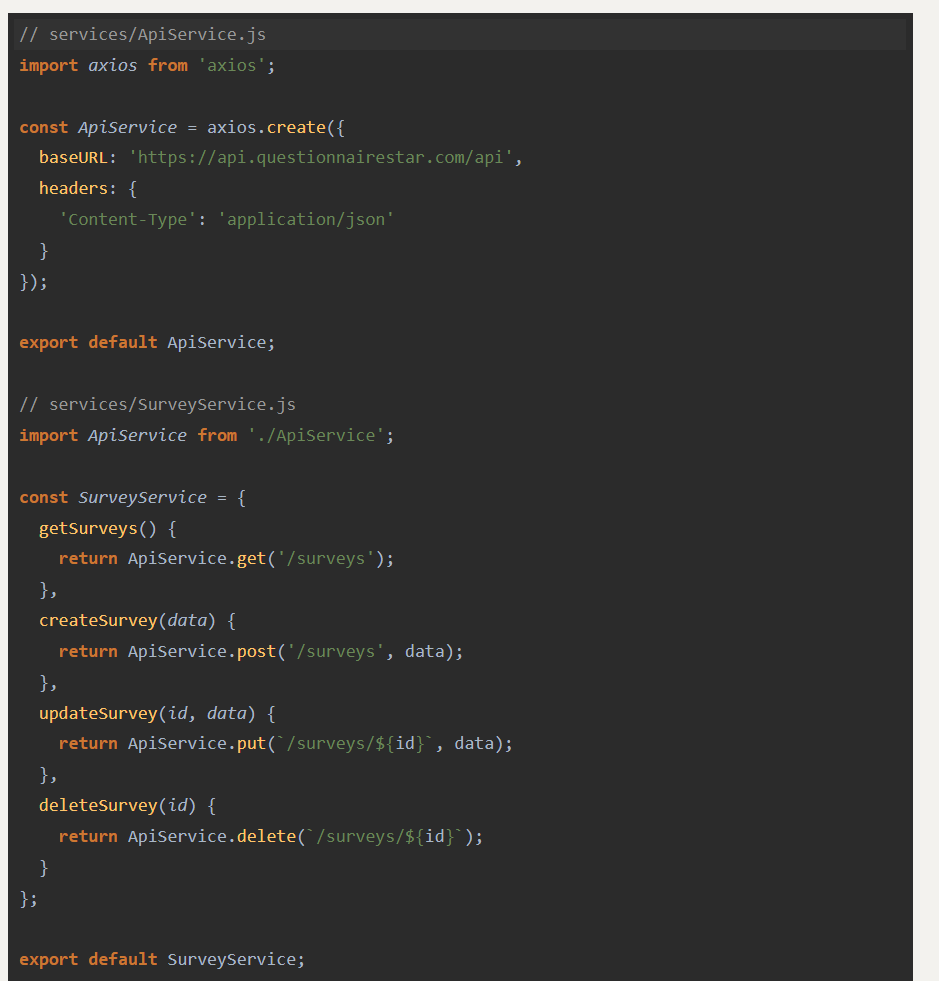 // services/ApiService.js
import axios from 'axios';
const ApiService = axios.create({
  baseURL: 'https://api.questionnairestar.com/api',
  headers: {
    'Content-Type': 'application/json'
  }
});
export default ApiService;
// services/SurveyService.js
import ApiService from './ApiService';
const SurveyService = {
  getSurveys() {
    return ApiService.get('/surveys');
  },
  createSurvey(data) {
    return ApiService.post('/surveys', data);
  },
  updateSurvey(id, data) {
    return ApiService.put(`/surveys/${id}`, data);
  },
  deleteSurvey(id) {
    return ApiService.delete(`/surveys/${id}`);
  }
};
export default SurveyService;